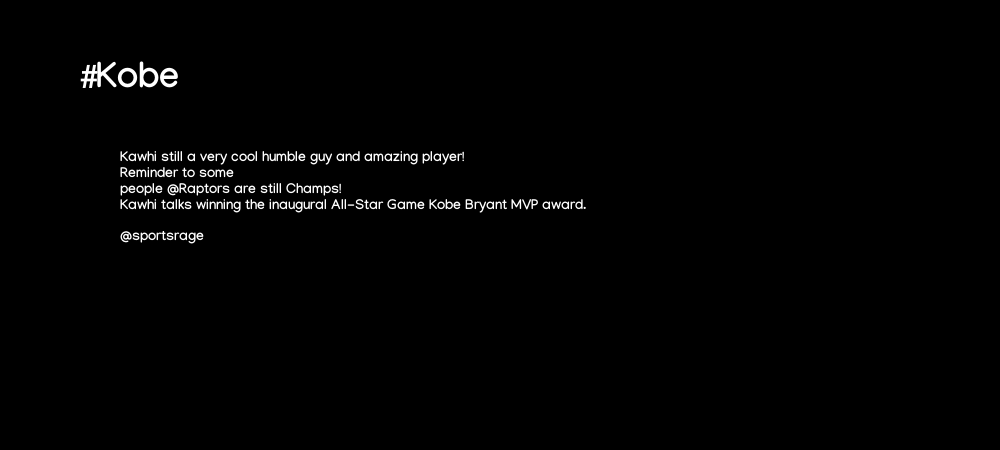 #Kobe
Kawhi still a very cool humble guy and amazing player!
Reminder to some
people @Raptors are still Champs!
Kawhi talks winning the inaugural All-Star Game Kobe Bryant MVP award.
@sportsrage